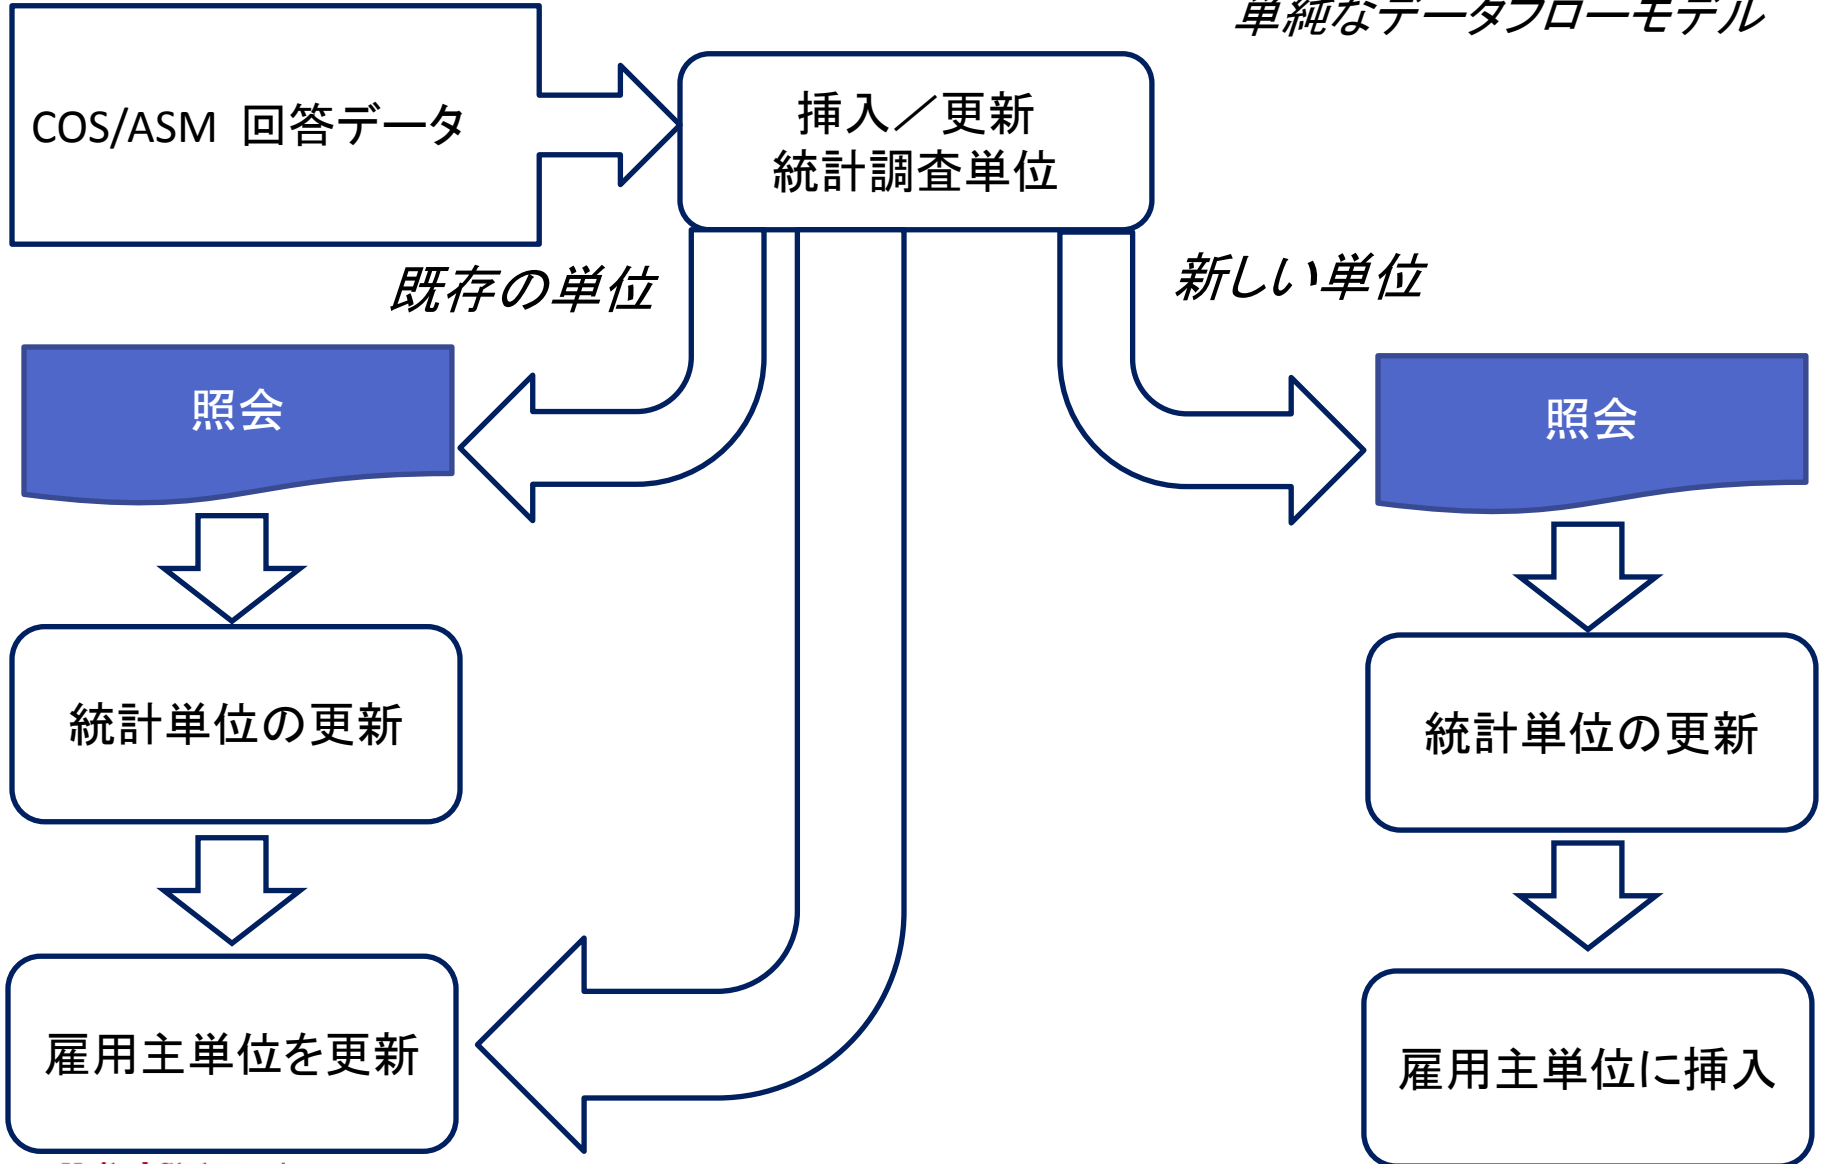 単純なデータフローモデル
COS/ASM 回答データ
挿入／更新
統計調査単位
既存の単位
新しい単位
照会
照会
統計単位の更新
統計単位の更新
雇用主単位を更新
雇用主単位に挿入